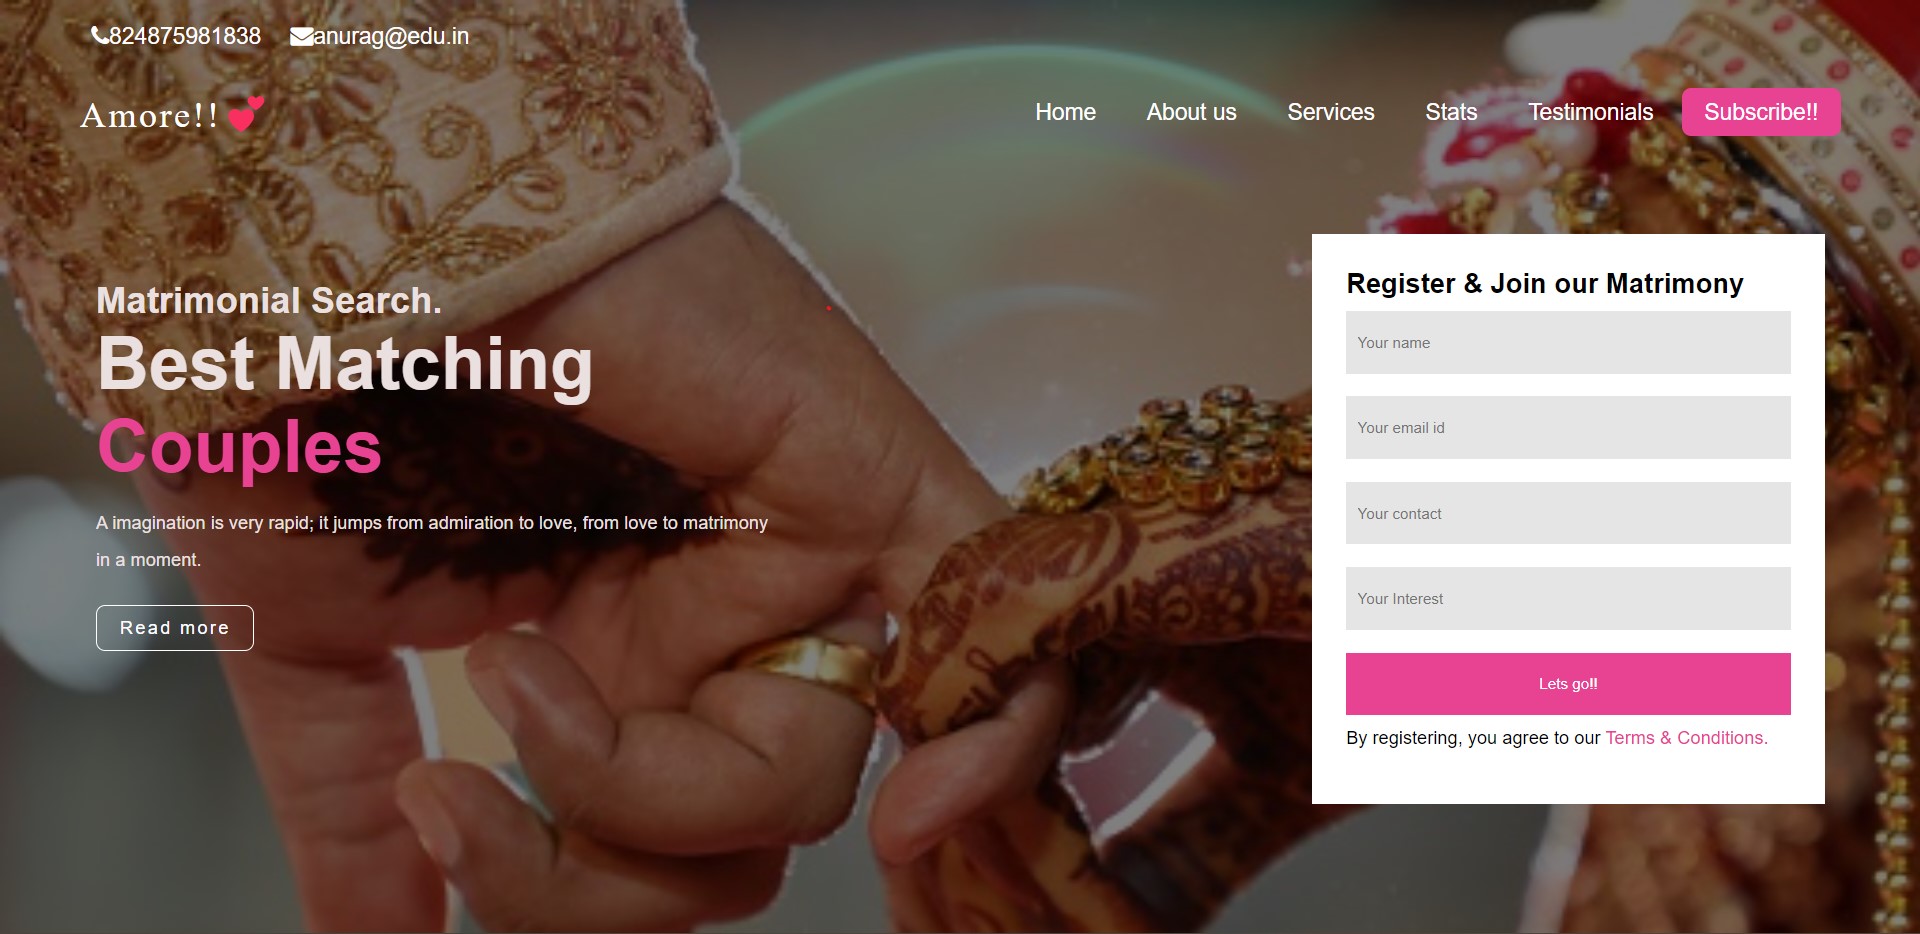 824875981838 anurag@edu.in
Amore!!
Home About us Services Stats Testimonials Subscribe!!
Matrimonial Search.
Best Matching
Couples
A imagination is very rapid; it jumps from admiration to love, from love to matrimony
in a moment.
Read more
Register & Join our Matrimony
Your name
Your email id
Your contact
Your Interest
Lets go!!
By registering, you agree to our Terms & Conditions.